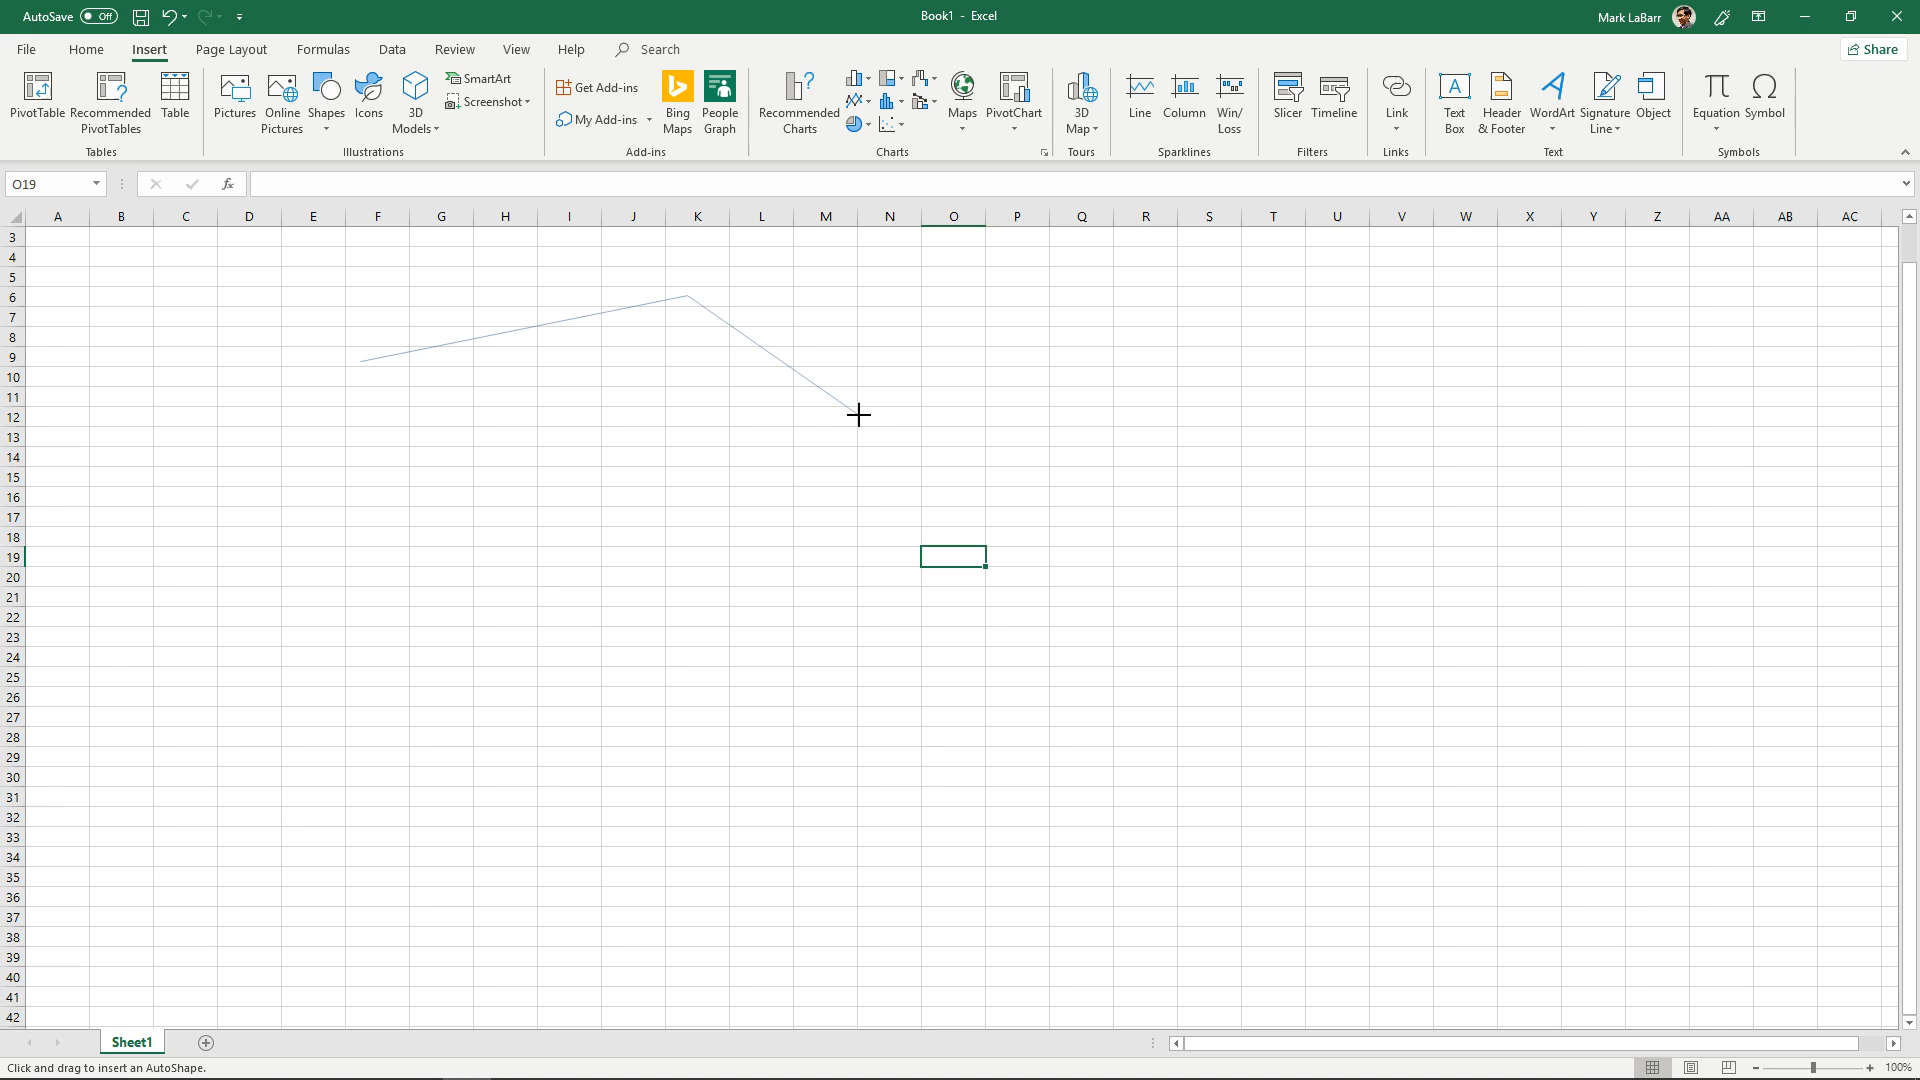 AutoSave Off Book1 - Excel Mark LaBarr
File Home Insert Page Layout Formulas Data Review View Help Search Share
PivotTable Recommended PivotTables Table
Tables
Pictures Online Pictures Shapes Icons 3D Models SmartArt Screenshot
Illustrations
Get Add-ins My Add-ins Bing Maps People Graph
Add-ins
Recommended Charts Maps PivotChart
Charts
3D Map
Tours
Line Column Win/ Loss
Sparklines
Slicer Timeline
Filters
Link
Links
Text Box Header & Footer WordArt Signature Line Object
Text
Equation Symbol
Symbols
O19 fx
A B C D E F G H I J K L M N O P Q R S T U V W X Y Z AA AB AC
3
4
5
6
7
8
9
10
11
12
13
14
15
16
17
18
19
20
21
22
23
24
25
26
27
28
29
30
31
32
33
34
35
36
37
38
39
40
41
42
Sheet1
Click and drag to insert an AutoShape. 100%